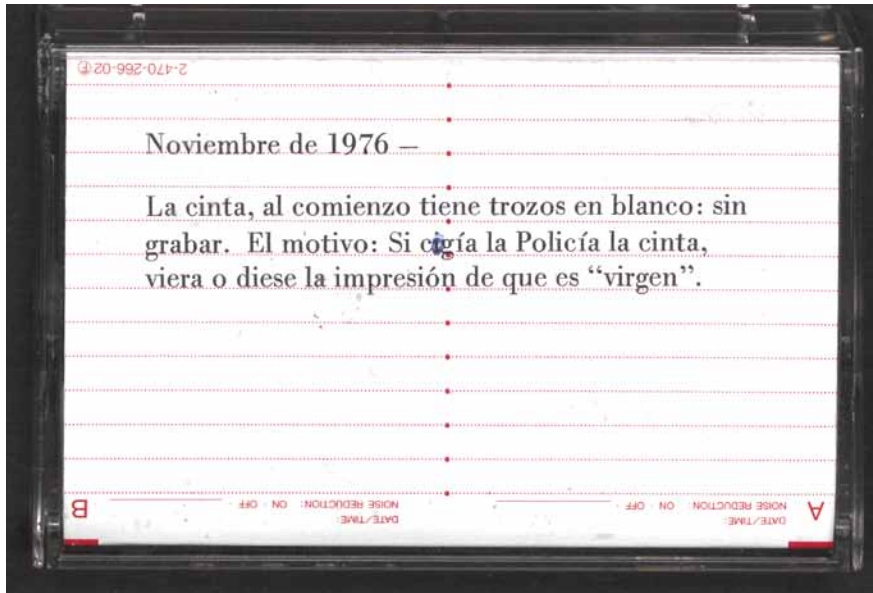 2-470-266-02
Noviembre de 1976 —
La cinta, al comienzo tiene trozos en blanco: sin
grabar. El motivo: Si cogía la Policía la cinta,
viera o diese la impresión de que es “virgen”.
B NOISE REDUCTION: ON · OFF
DATE/TIME:
A NOISE REDUCTION: ON · OFF
DATE/TIME: